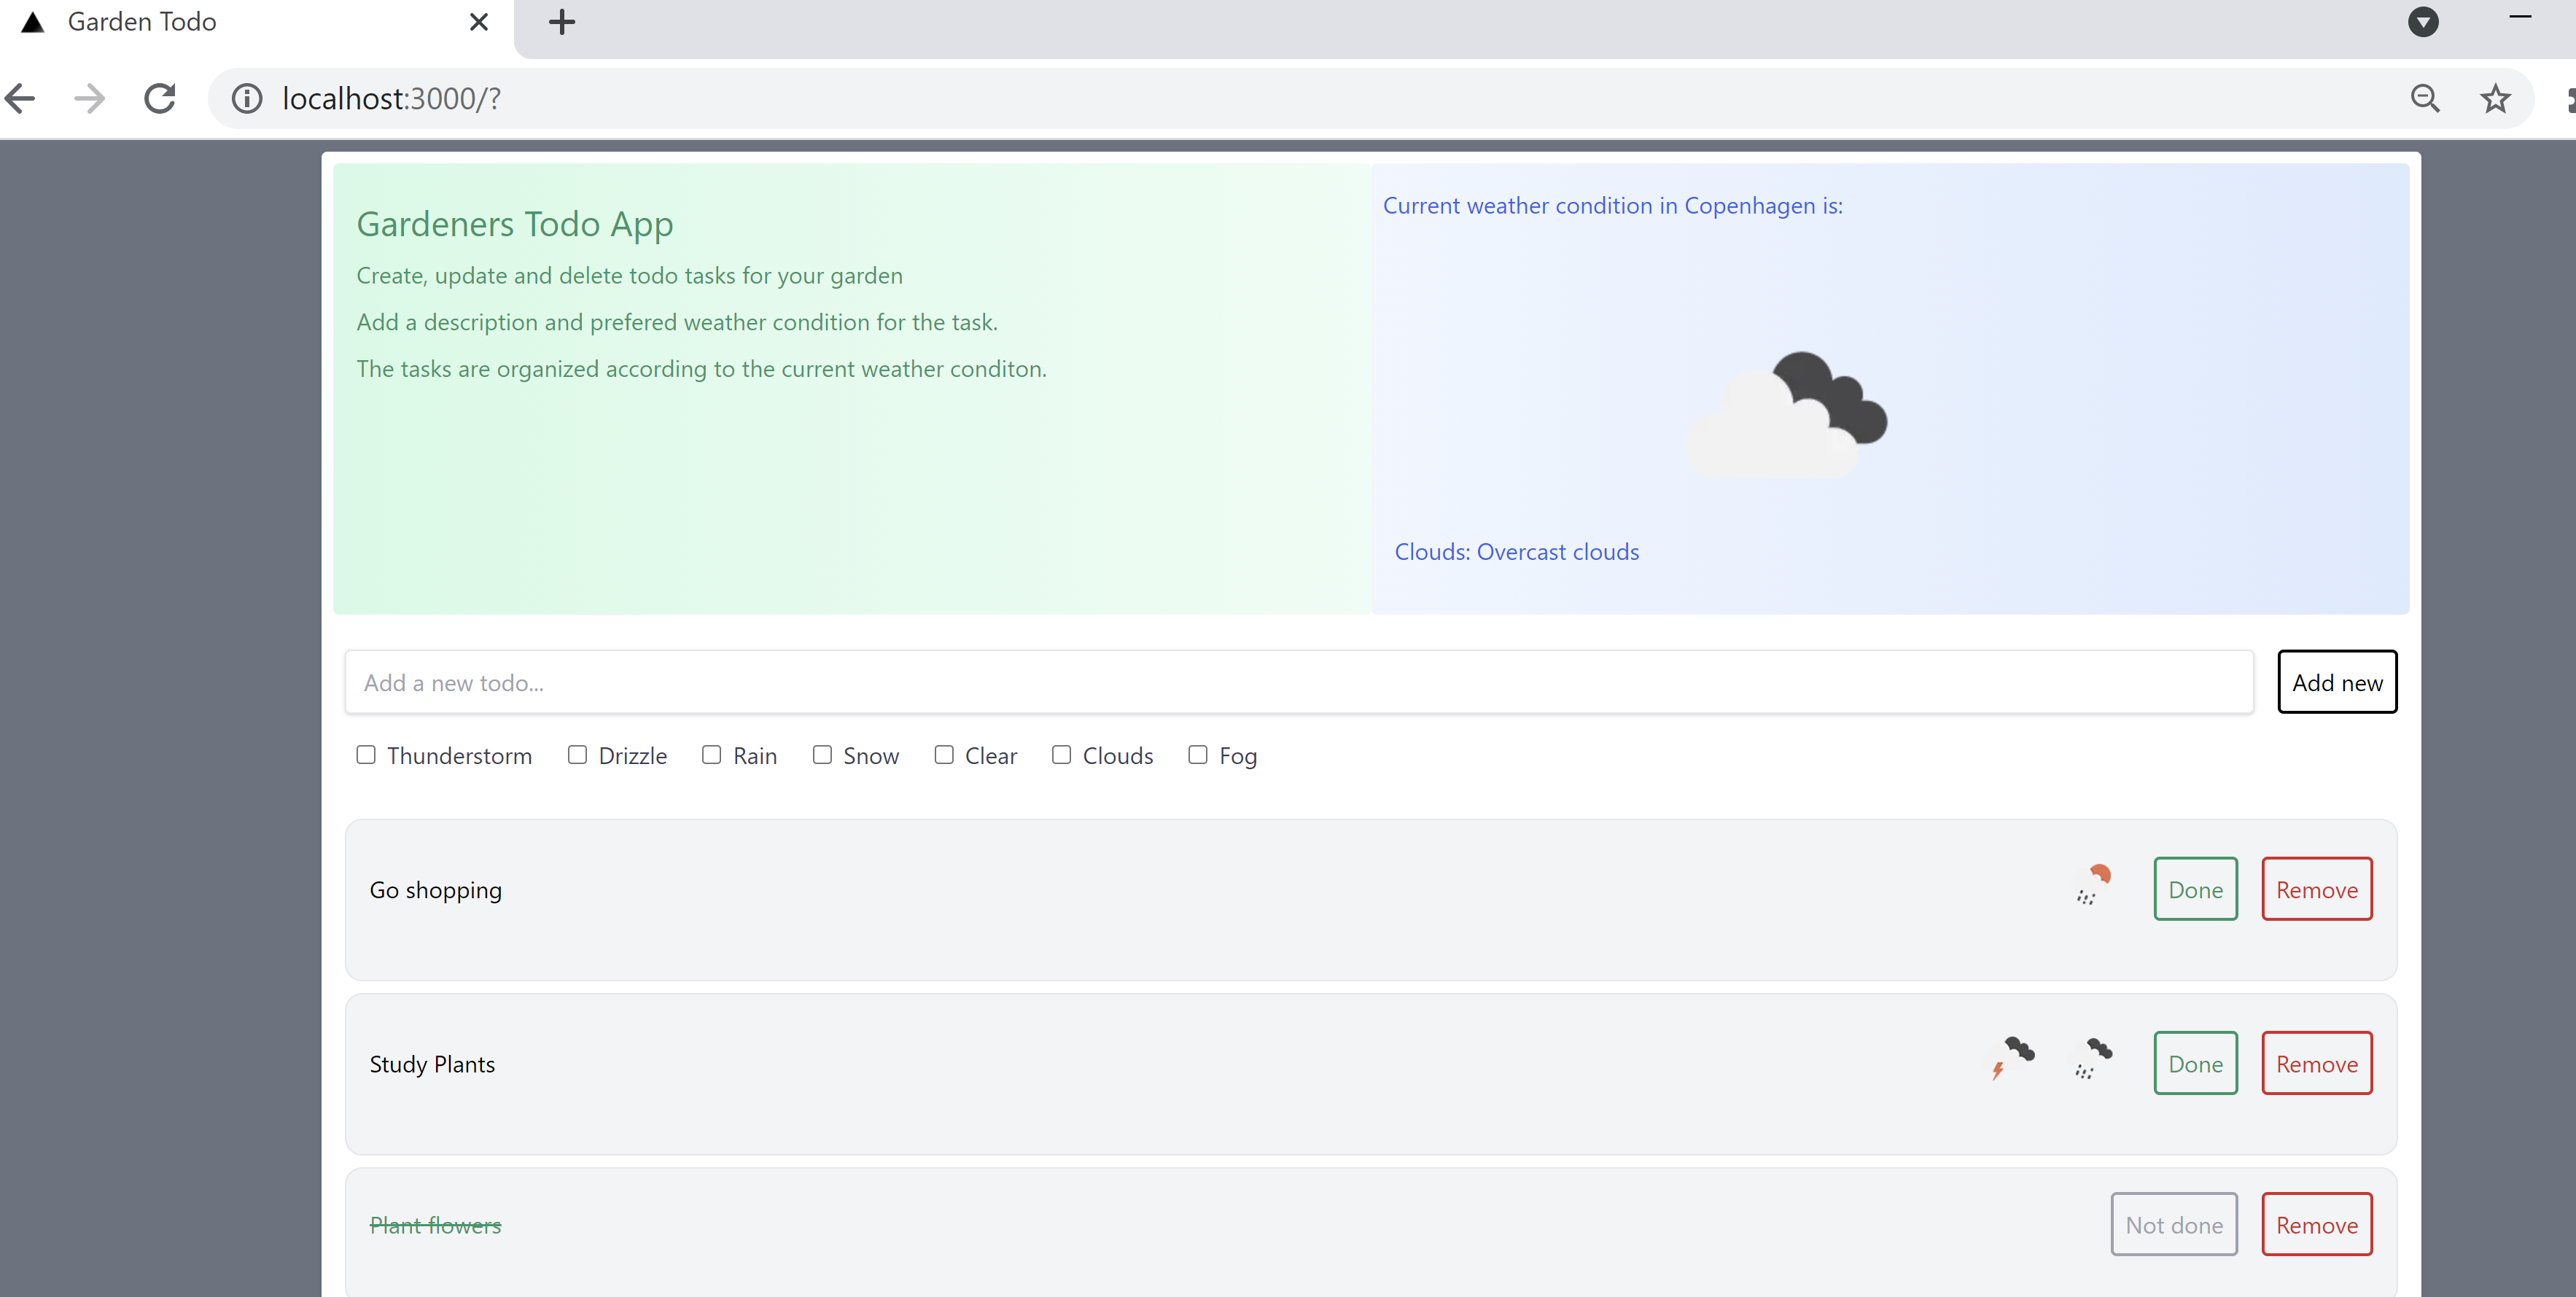 Garden Todo
localhost:3000/?
Gardeners Todo App
Create, update and delete todo tasks for your garden
Add a description and prefered weather condition for the task.
The tasks are organized according to the current weather conditon.
Current weather condition in Copenhagen is:
Clouds: Overcast clouds
Add a new todo...
Add new
Thunderstorm Drizzle Rain Snow Clear Clouds Fog
Go shopping Done Remove
Study Plants Done Remove
Plant flowers Not done Remove